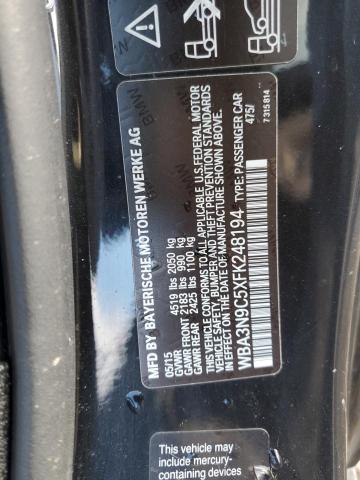 MFD BY BAYERISCHE MOTOREN WERKE AG
05/15
GVWR 4519 lbs 2050 kg
GAWR FRONT 2183 lbs 990 kg
GAWR REAR 2425 lbs 1100 kg
THIS VEHICLE CONFORMS TO ALL APPLICABLE U.S. FEDERAL MOTOR
VEHICLE SAFETY, BUMPER AND THEFT PREVENTION STANDARDS
IN EFFECT ON THE DATE OF MANUFACTURE SHOWN ABOVE.
WBA3N9C5XFK248194 TYPE: PASSENGER CAR
475/
7 315 814
This vehicle may
include mercury-
containing devices